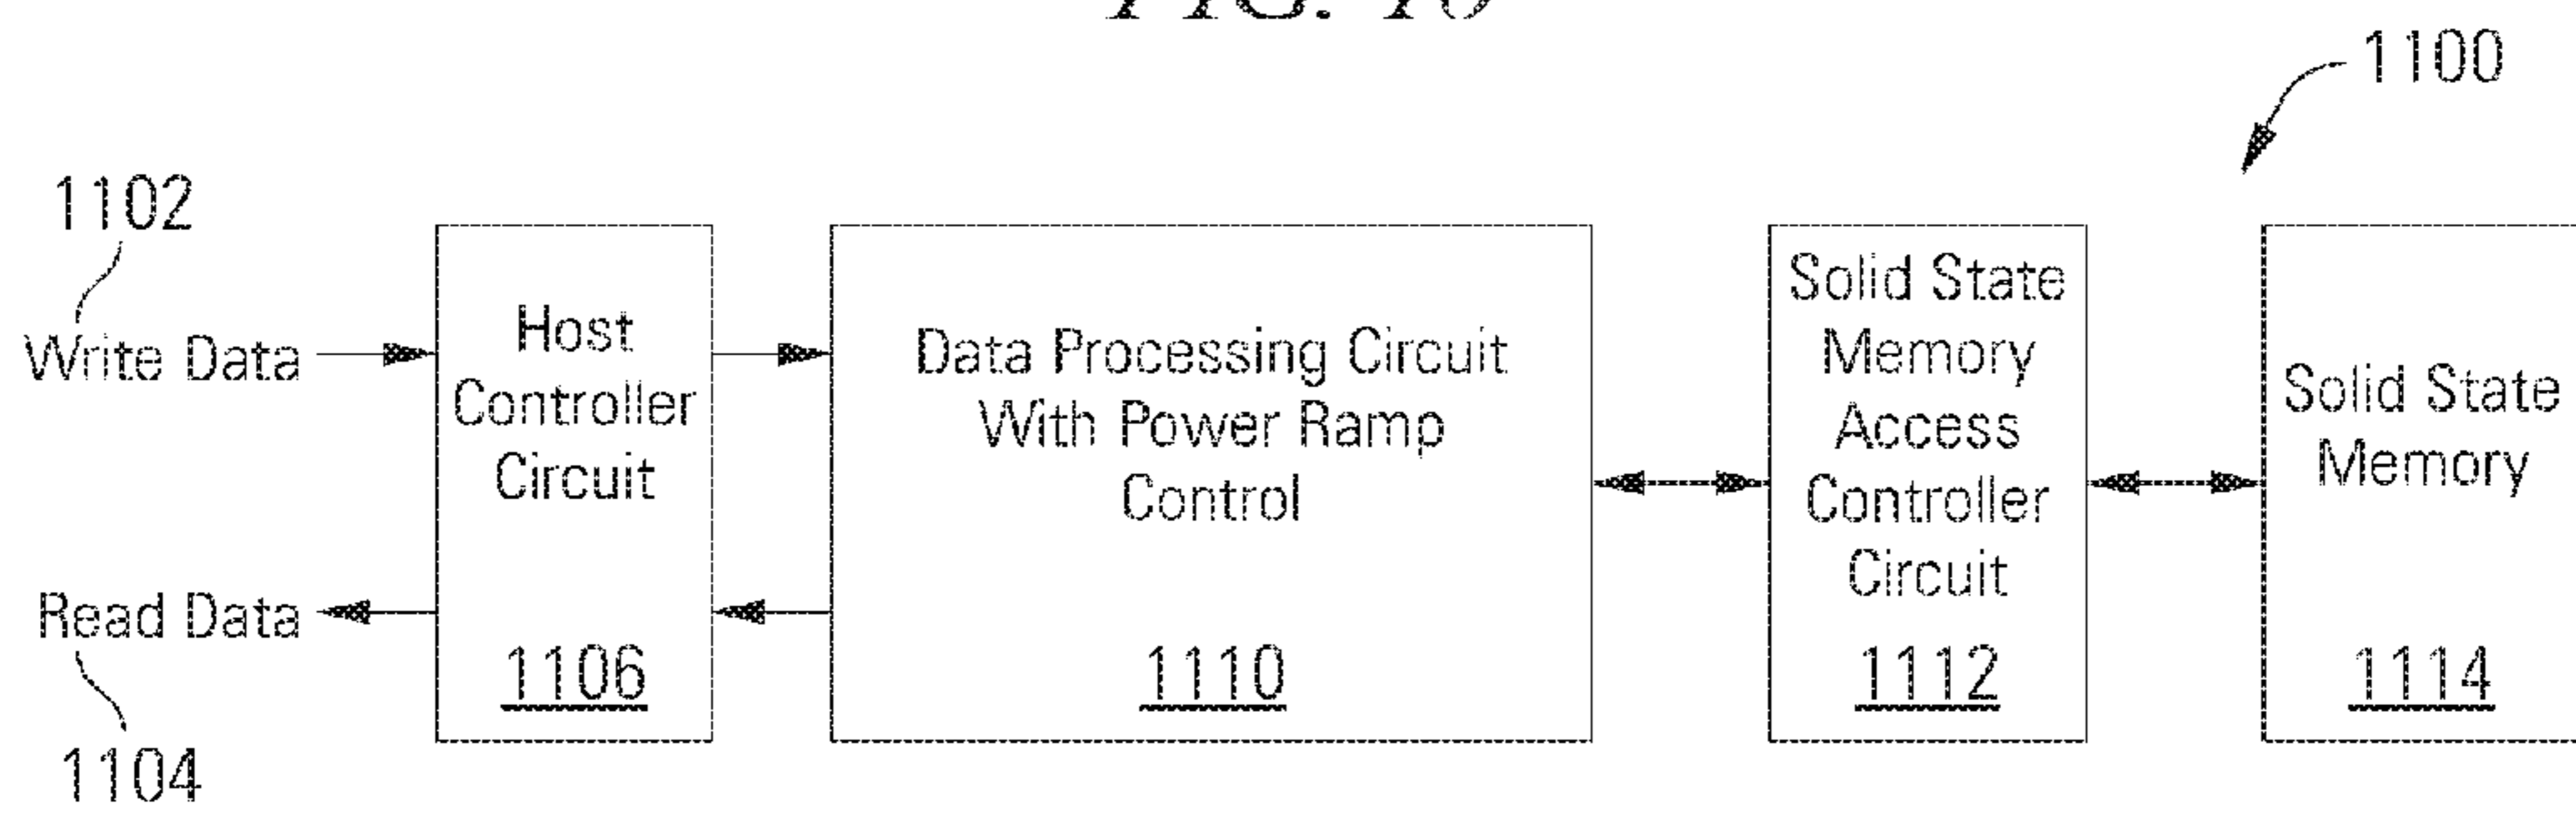 1100
1102
Write Data
Host
Controller
Circuit
1106
Data Processing Circuit
With Power Ramp
Control
1110
Solid State
Memory
Access
Controller
Circuit
1112
Solid State
Memory
1114
Read Data
1104